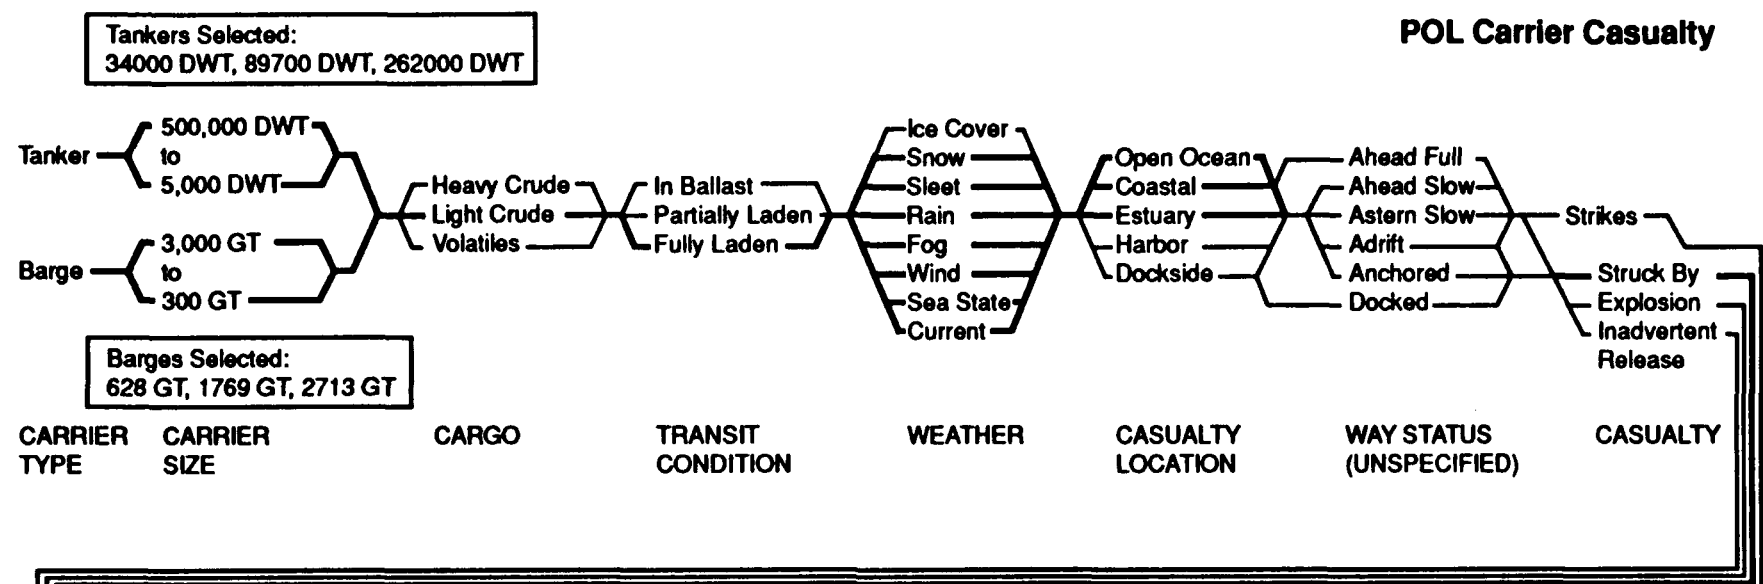 POL Carrier Casualty
Tankers Selected:
34000 DWT, 89700 DWT, 262000 DWT
Tanker
500,000 DWT
to
5,000 DWT
Barge
3,000 GT
to
300 GT
Barges Selected:
628 GT, 1769 GT, 2713 GT
Heavy Crude
Light Crude
Volatiles
In Ballast
Partially Laden
Fully Laden
Ice Cover
Snow
Sleet
Rain
Fog
Wind
Sea State
Current
Open Ocean
Coastal
Estuary
Harbor
Dockside
Ahead Full
Ahead Slow
Astern Slow
Adrift
Anchored
Docked
Strikes
Struck By
Explosion
Inadvertent
Release
CARRIER
TYPE
CARRIER
SIZE
CARGO
TRANSIT
CONDITION
WEATHER
CASUALTY
LOCATION
WAY STATUS
(UNSPECIFIED)
CASUALTY